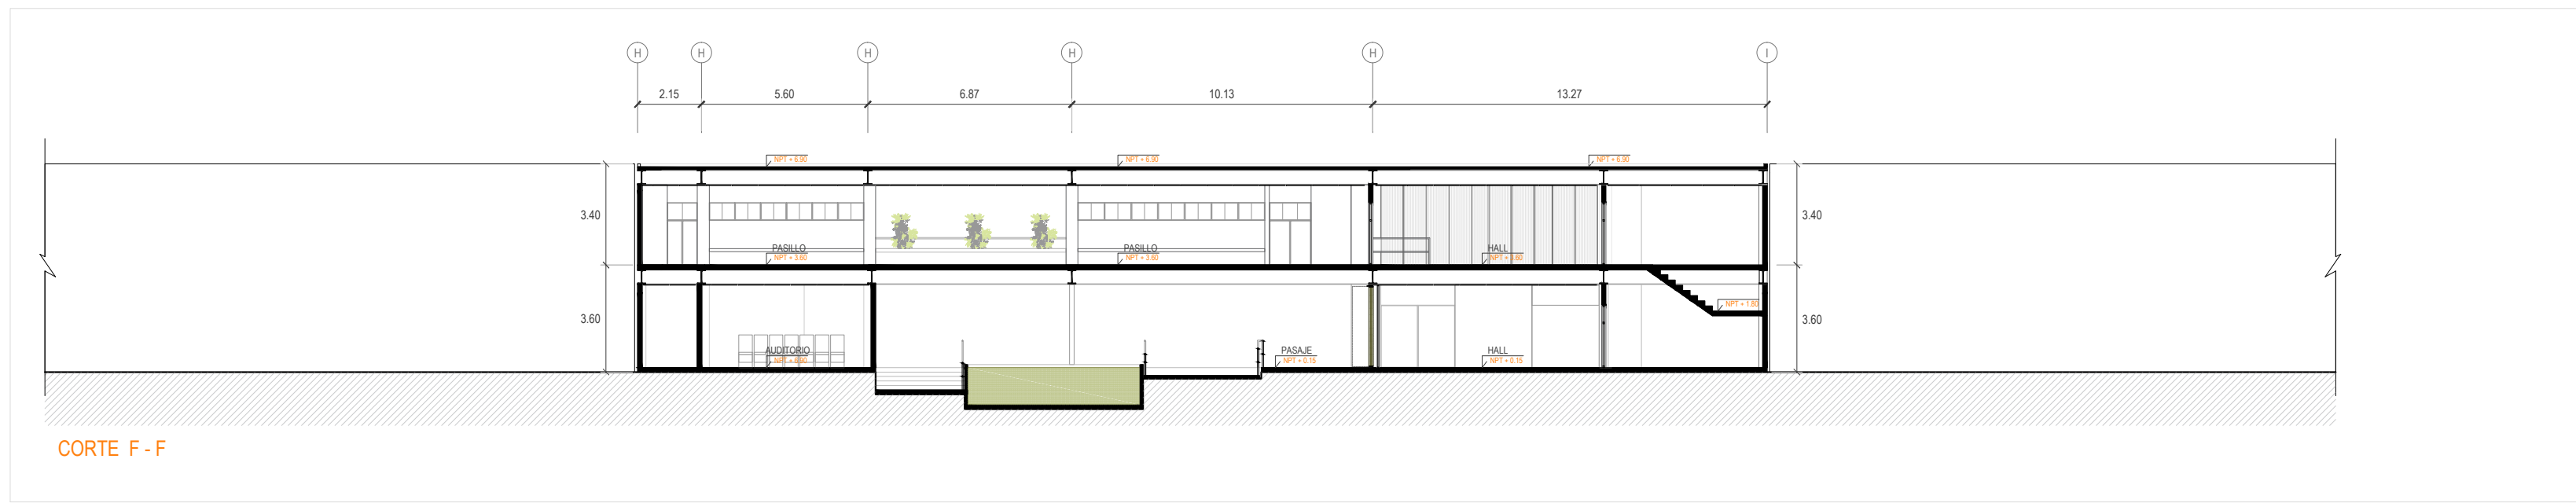 H H H H H I
2.15 5.60 6.87 10.13 13.27
NPT + 6.90 NPT + 6.90 NPT + 6.90
3.40 3.40
PASILLO PASILLO HALL
NPT + 3.60 NPT + 3.60
NPT + 1.80
3.60 3.60
AUDITORIO PASAJE HALL
NPT + 0.15 NPT + 0.15
CORTE F - F